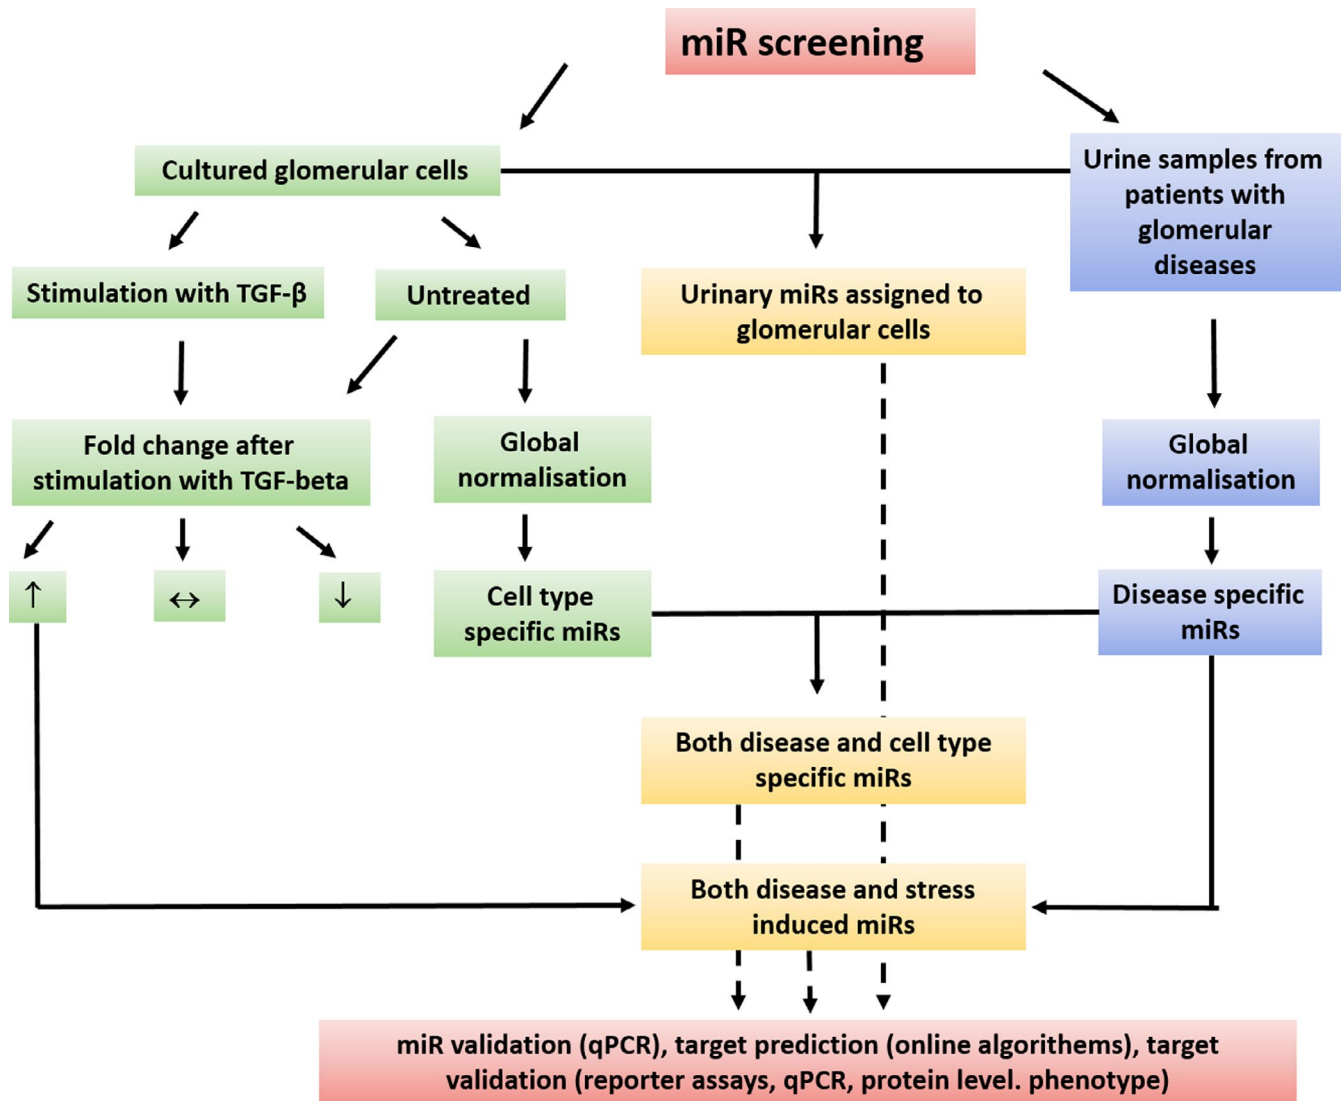 miR screening
Cultured glomerular cells
Urine samples from
patients with
glomerular
diseases
Stimulation with TGF-β
Untreated
Urinary miRs assigned to
glomerular cells
Fold change after
stimulation with TGF-beta
Global
normalisation
Global
normalisation
↑
↔
↓
Cell type
specific miRs
Disease specific
miRs
Both disease and cell type
specific miRs
Both disease and stress
induced miRs
miR validation (qPCR), target prediction (online algorithems), target
validation (reporter assays, qPCR, protein level. phenotype)